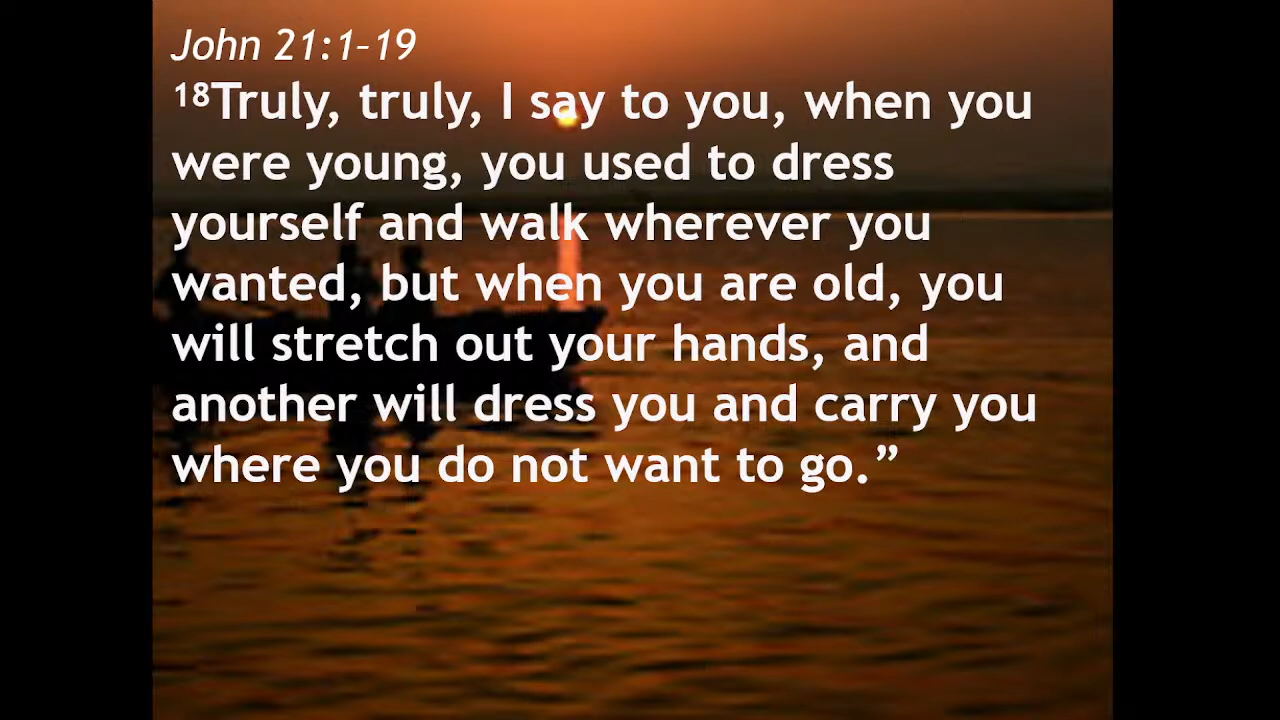 John 21:1–19
¹⁸Truly, truly, I say to you, when you
were young, you used to dress
yourself and walk wherever you
wanted, but when you are old, you
will stretch out your hands, and
another will dress you and carry you
where you do not want to go.”